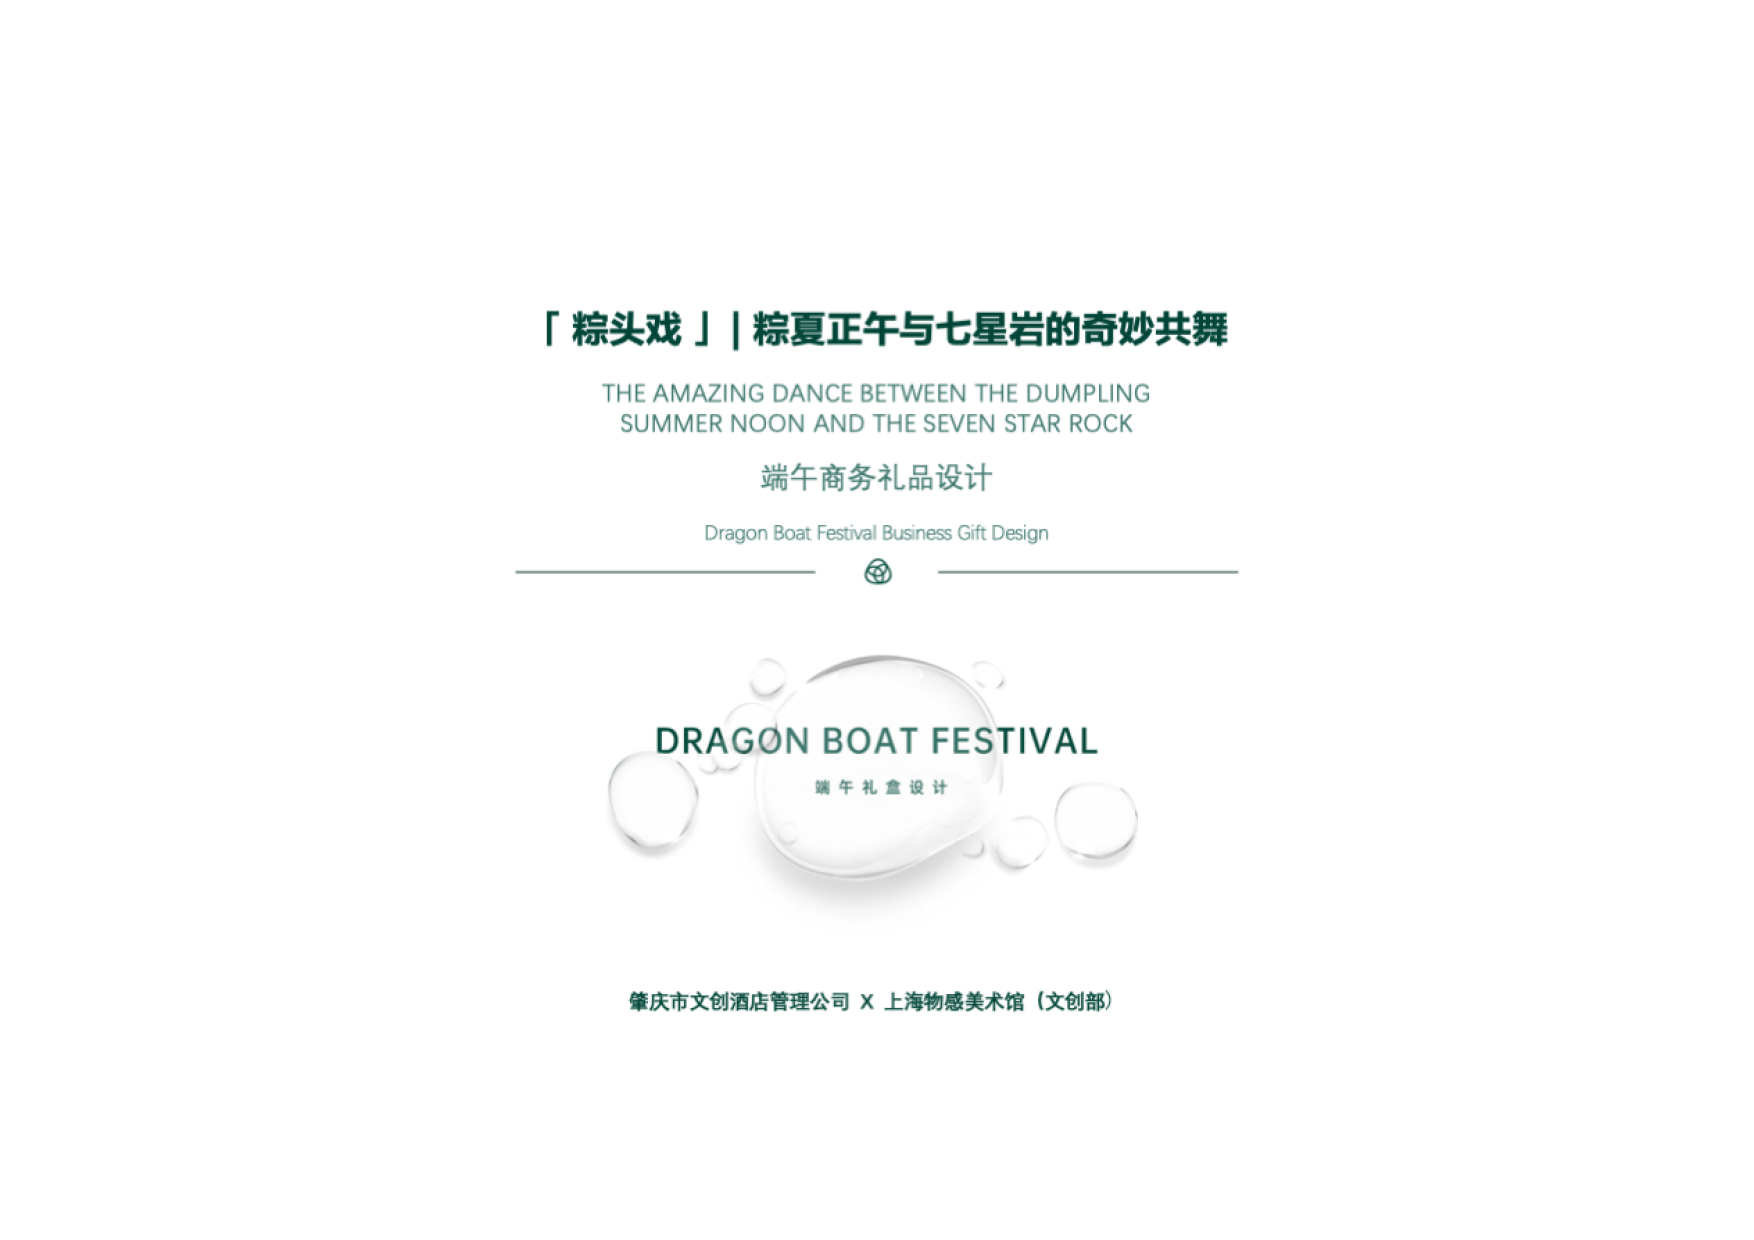 「 粽头戏 」| 粽夏正午与七星岩的奇妙共舞
THE AMAZING DANCE BETWEEN THE DUMPLING
SUMMER NOON AND THE SEVEN STAR ROCK
端午商务礼品设计
Dragon Boat Festival Business Gift Design
DRAGON BOAT FESTIVAL
端午礼盒设计
肇庆市文创酒店管理公司 X 上海物感美术馆（文创部）